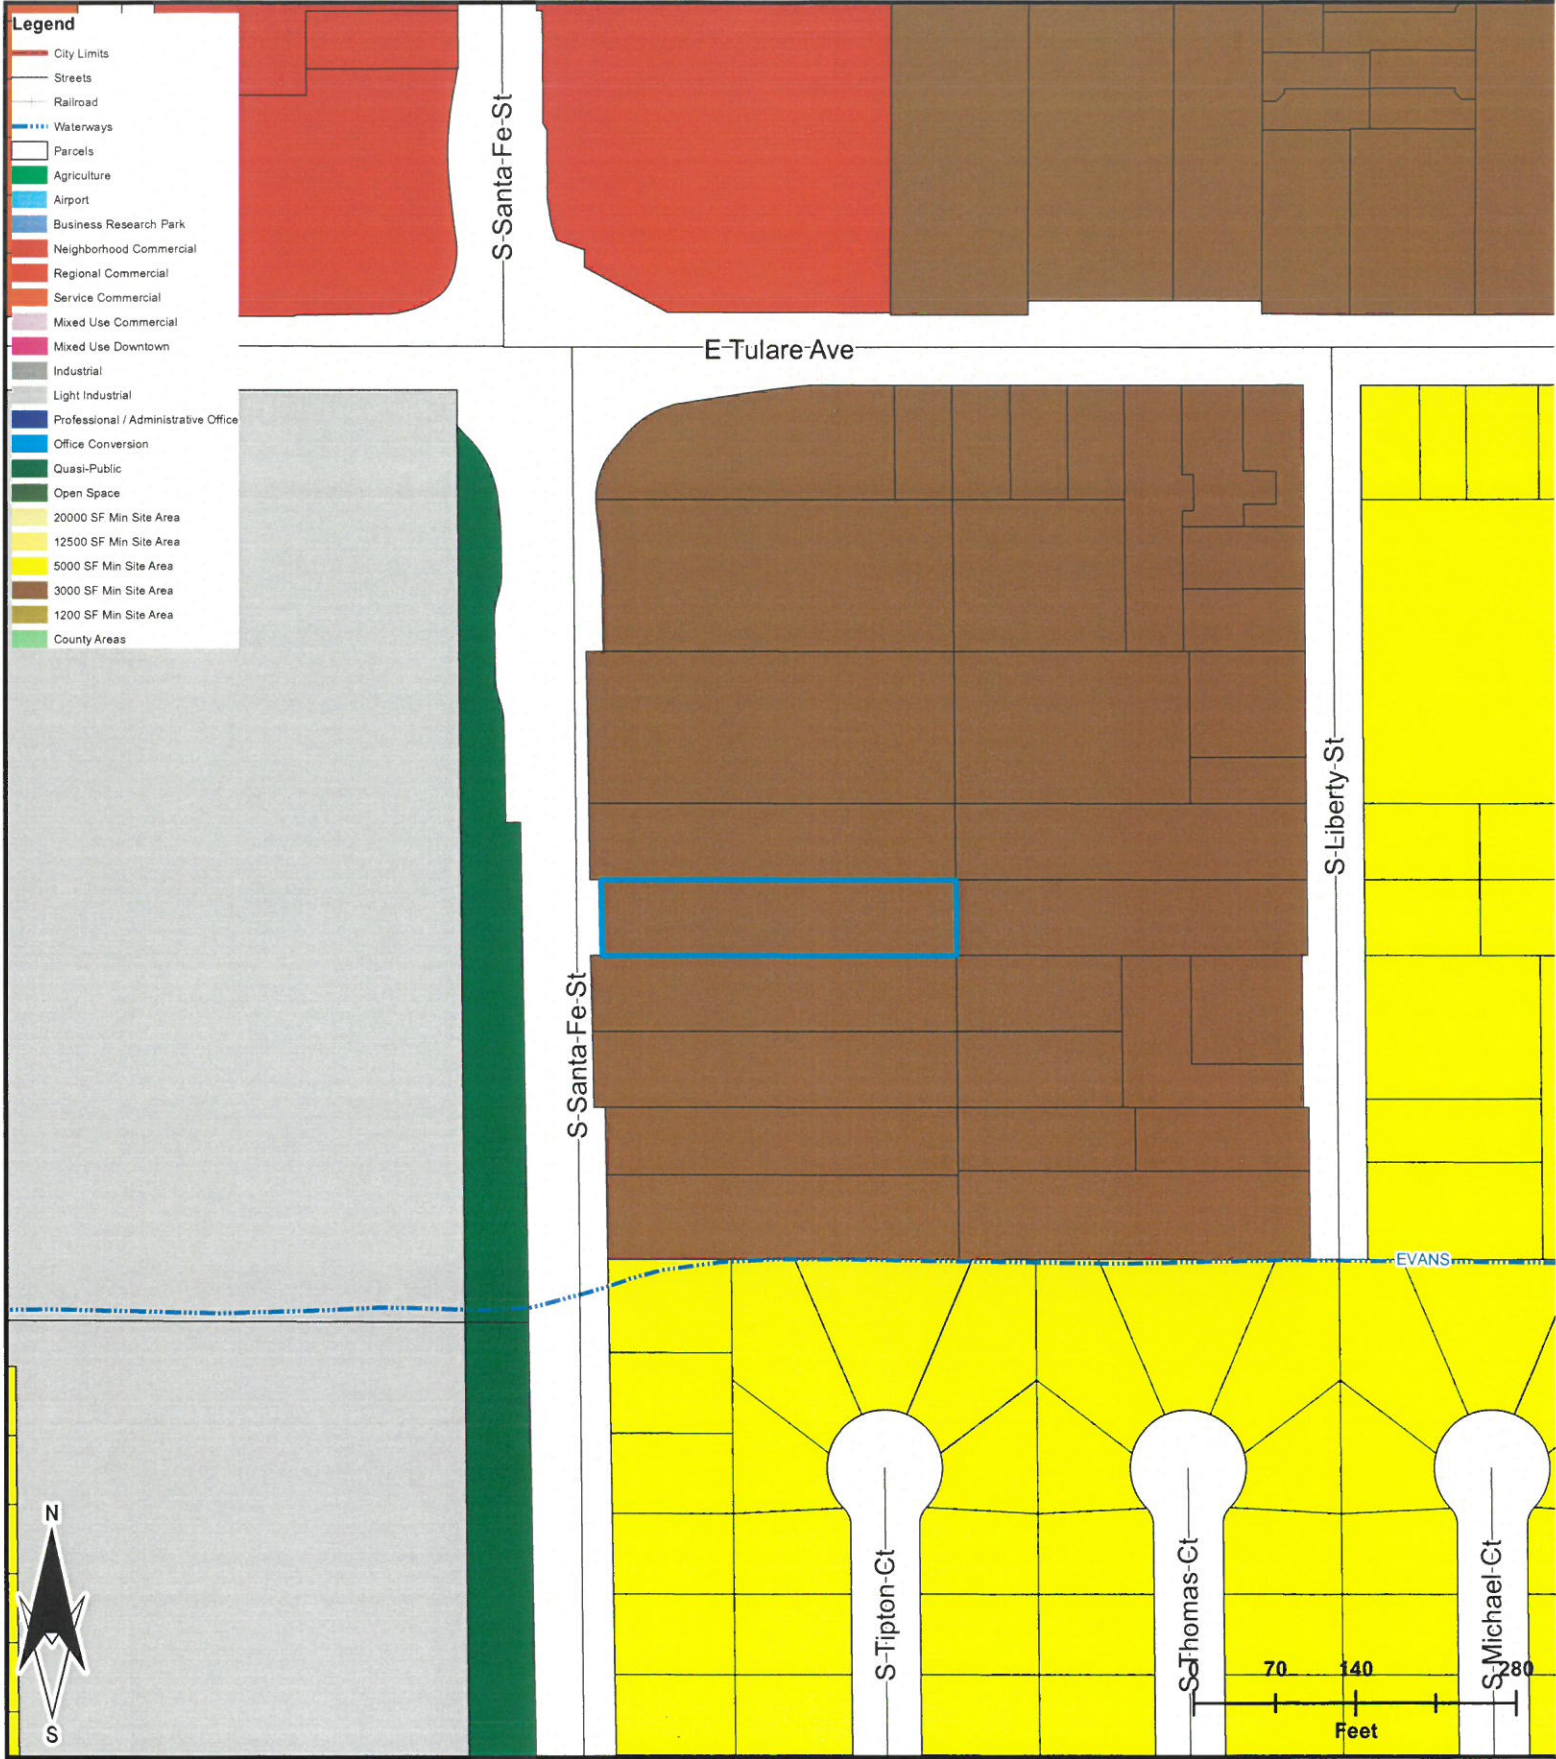 Legend
City Limits
Streets
Railroad
Waterways
Parcels
Agriculture
Airport
Business Research Park
Neighborhood Commercial
Regional Commercial
Service Commercial
Mixed Use Commercial
Mixed Use Downtown
Industrial
Light Industrial
Professional / Administrative Office
Office Conversion
Quasi-Public
Open Space
20000 SF Min Site Area
12500 SF Min Site Area
5000 SF Min Site Area
3000 SF Min Site Area
1200 SF Min Site Area
County Areas
S-Santa-Fe-St
E-Tulare Ave
S-Liberty-St
S-Santa-Fe-St
EVANS
S-Tipton-Ct
S-Thomas-Ct
S-Michael-Ct
N
S
0 70 140 280
Feet